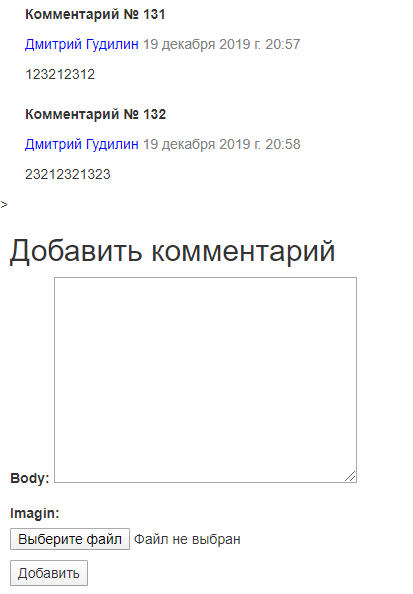 Комментарий № 131
Дмитрий Гудилин 19 декабря 2019 г. 20:57
123212312
Комментарий № 132
Дмитрий Гудилин 19 декабря 2019 г. 20:58
23212321323
>
Добавить комментарий
Body:
Imagin:
Выберите файл Файл не выбран
Добавить